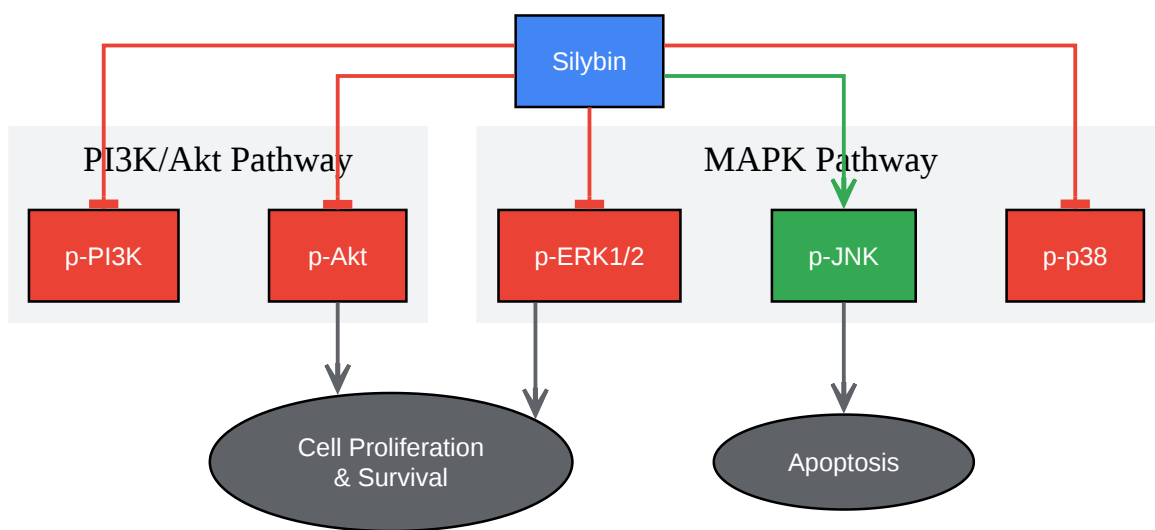 Silybin
PI3K/Akt Pathway
MAPK Pathway
p-PI3K
p-Akt
p-ERK1/2
p-JNK
p-p38
Cell Proliferation
& Survival
Apoptosis